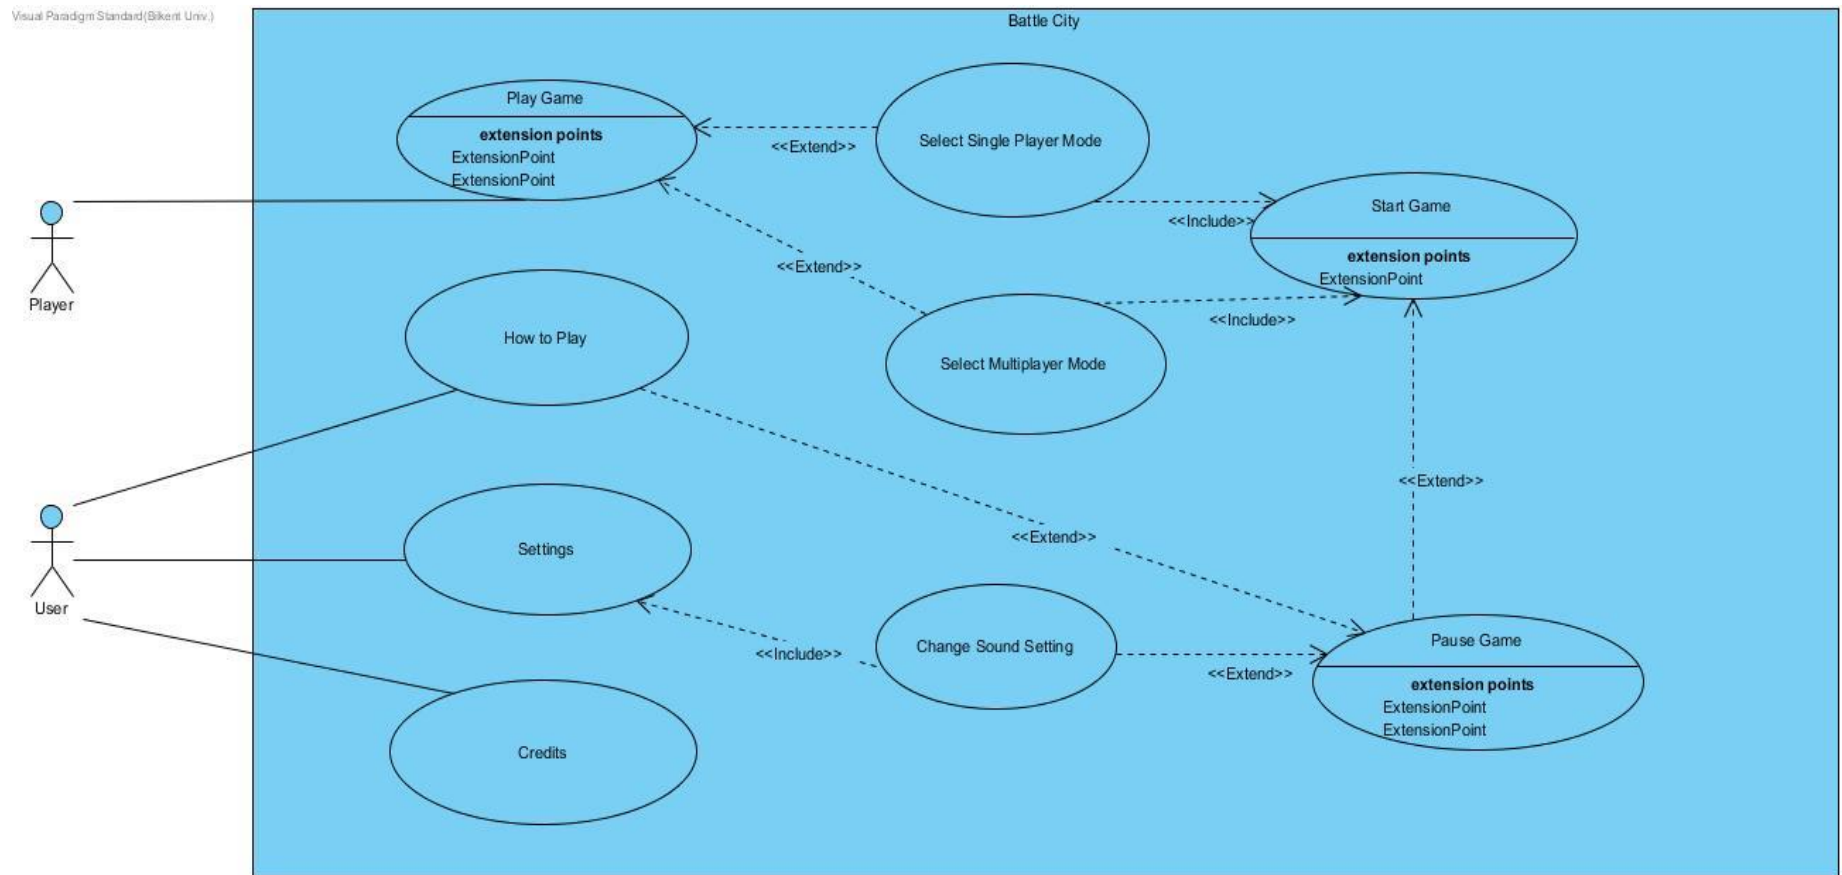 Visual Paradigm Standard(Bilkent Univ.)
Battle City
Play Game
extension points
ExtensionPoint
ExtensionPoint
<<Extend>>
Select Single Player Mode
<<Include>>
Start Game
extension points
ExtensionPoint
Player
<<Extend>>
How to Play
Select Multiplayer Mode
<<Include>>
<<Extend>>
<<Extend>>
Settings
User
<<Include>>
Change Sound Setting
<<Extend>>
Pause Game
extension points
ExtensionPoint
ExtensionPoint
Credits